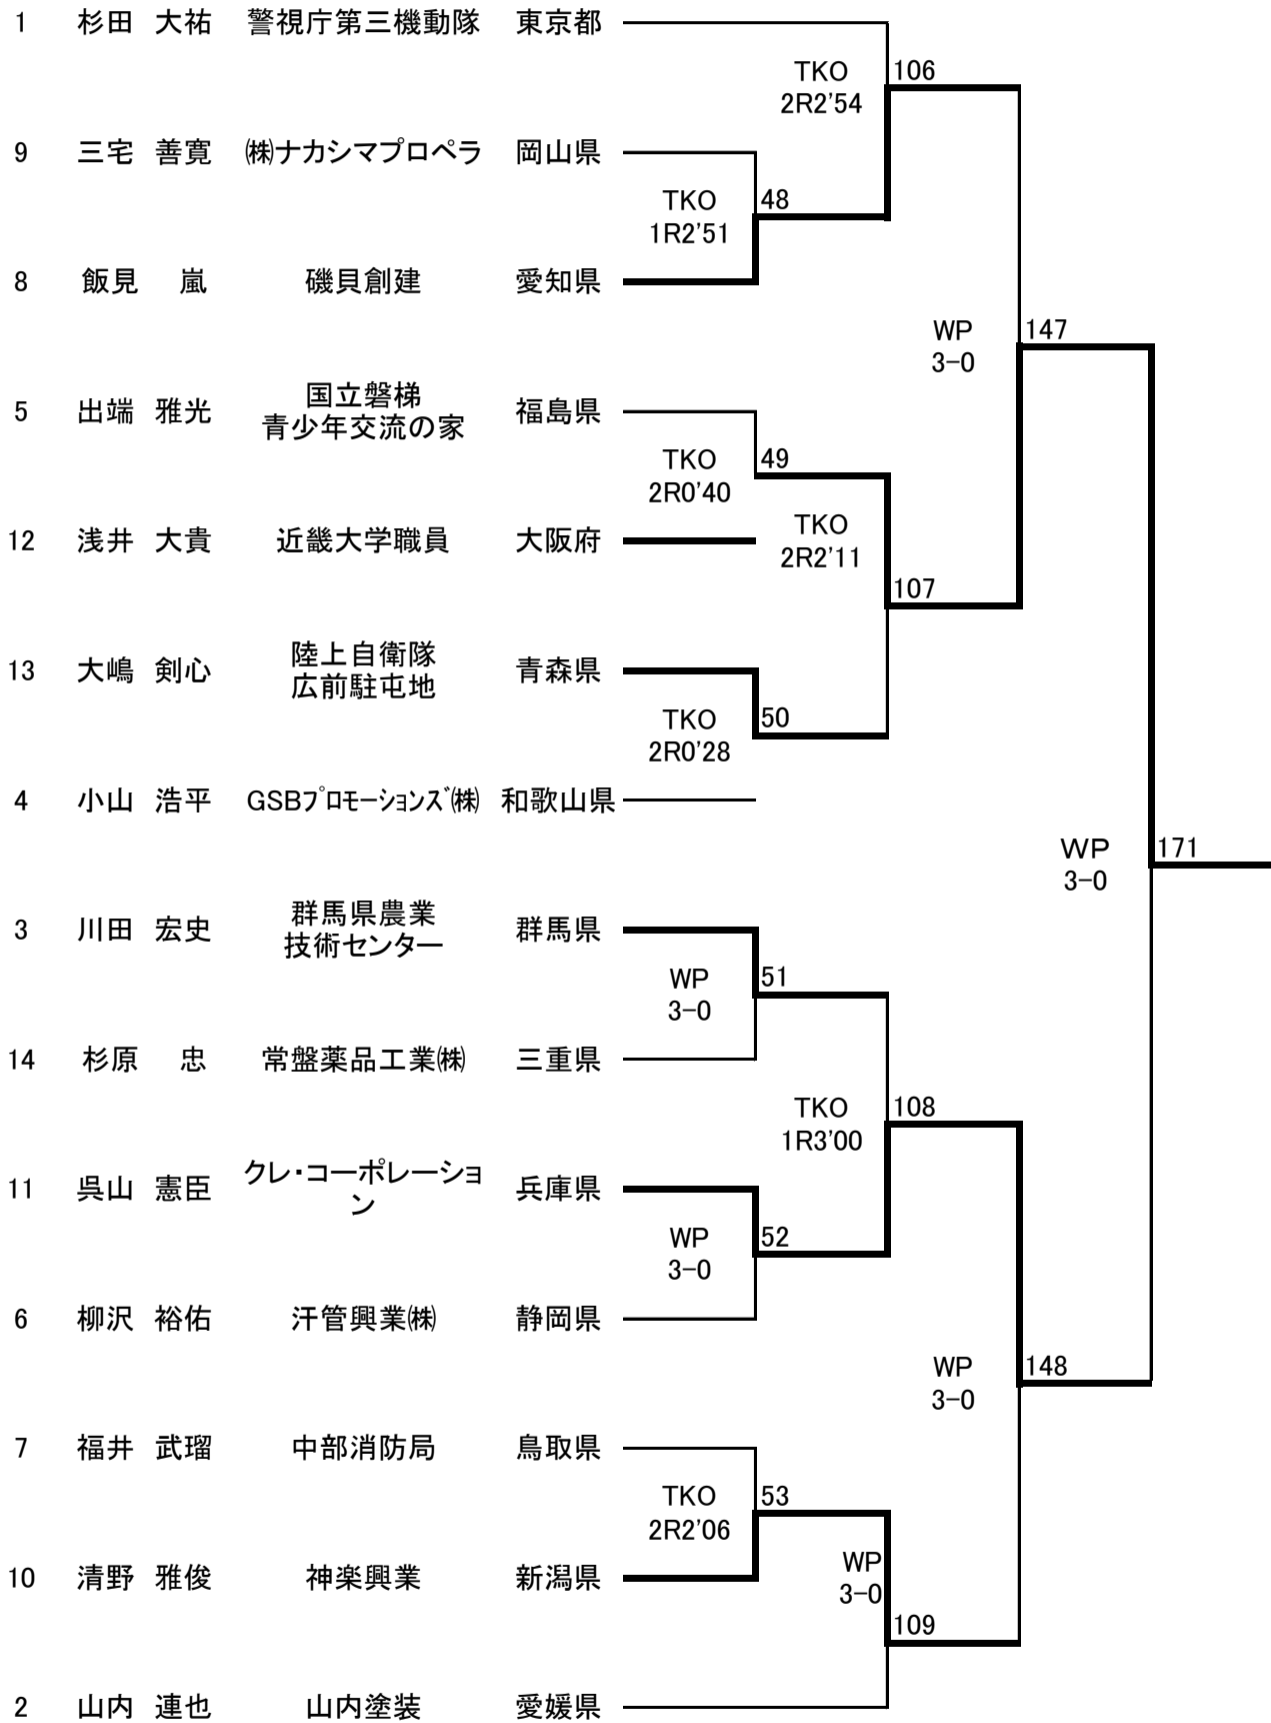 1 杉田 大祐 警視庁第三機動隊 東京都
TKO 106
2R2'54
9 三宅 善寛 ㈱ナカシマプロペラ 岡山県
TKO 48
1R2'51
8 飯見 嵐 磯貝創建 愛知県
WP 147
3-0
国立磐梯
5 出端 雅光 福島県
青少年交流の家
TKO 49
2R0'40
TKO
12 浅井 大貴 近畿大学職員 大阪府
2R2'11
107
陸上自衛隊
13 大嶋 剣心 青森県
広前駐屯地
TKO 50
2R0'28
4 小山 浩平 GSBﾌﾟﾛﾓｰｼｮﾝｽﾞ㈱ 和歌山県
WP 171
3-0
群馬県農業
3 川田 宏史 群馬県
技術センター
WP 51
3-0
14 杉原 忠 常盤薬品工業㈱ 三重県
TKO 108
1R3'00
クレ・コーポレーショ
11 呉山 憲臣 兵庫県
ン
WP 52
3-0
6 柳沢 裕佑 汗管興業㈱ 静岡県
WP 148
3-0
7 福井 武瑠 中部消防局 鳥取県
TKO 53
2R2'06
WP
10 清野 雅俊 神楽興業 新潟県
3-0
109
2 山内 連也 山内塗装 愛媛県